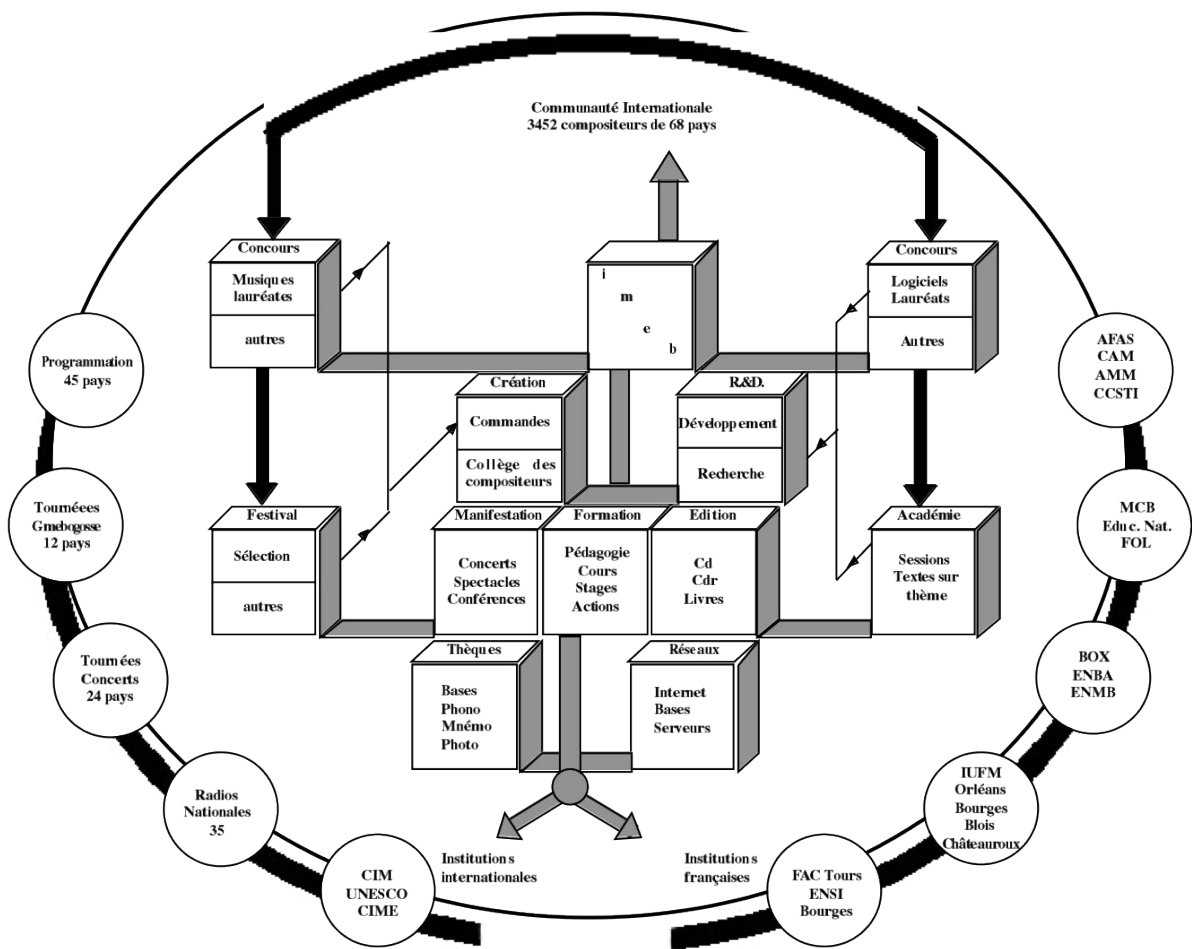 Communauté Internationale
3452 compositeurs de 68 pays
Concours
Musiques
lauréates
autres
i
m
e
b
Concours
Logiciels
Lauréats
Autres
Programmation
45 pays
AFAS
CAM
AMM
CCSTI
Création
Commandes
Collège des
compositeurs
R&D.
Développement
Recherche
Tournéees
Gmebogosse
12 pays
MCB
Educ. Nat.
FOL
Festival
Sélection
autres
Manifestation
Concerts
Spectacles
Conférences
Formation
Pédagogie
Cours
Stages
Actions
Edition
Cd
Cdr
Livres
Académie
Sessions
Textes sur
thème
Tournées
Concerts
24 pays
Thèques
Bases
Phono
Mnémo
Photo
Réseaux
Internet
Bases
Serveurs
BOX
ENBA
ENMB
Radios
Nationales
35
IUFM
Orléans
Bourges
Blois
Châteauroux
CIM
UNESCO
CIME
Institutions
internationales
Institutions
françaises
FAC Tours
ENSI
Bourges